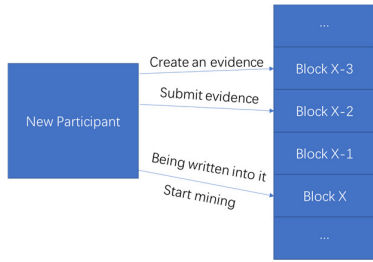 ...
Create an evidence
Block X-3
Submit evidence
Block X-2
New Participant
Block X-1
Being written into it
Start mining
Block X
...